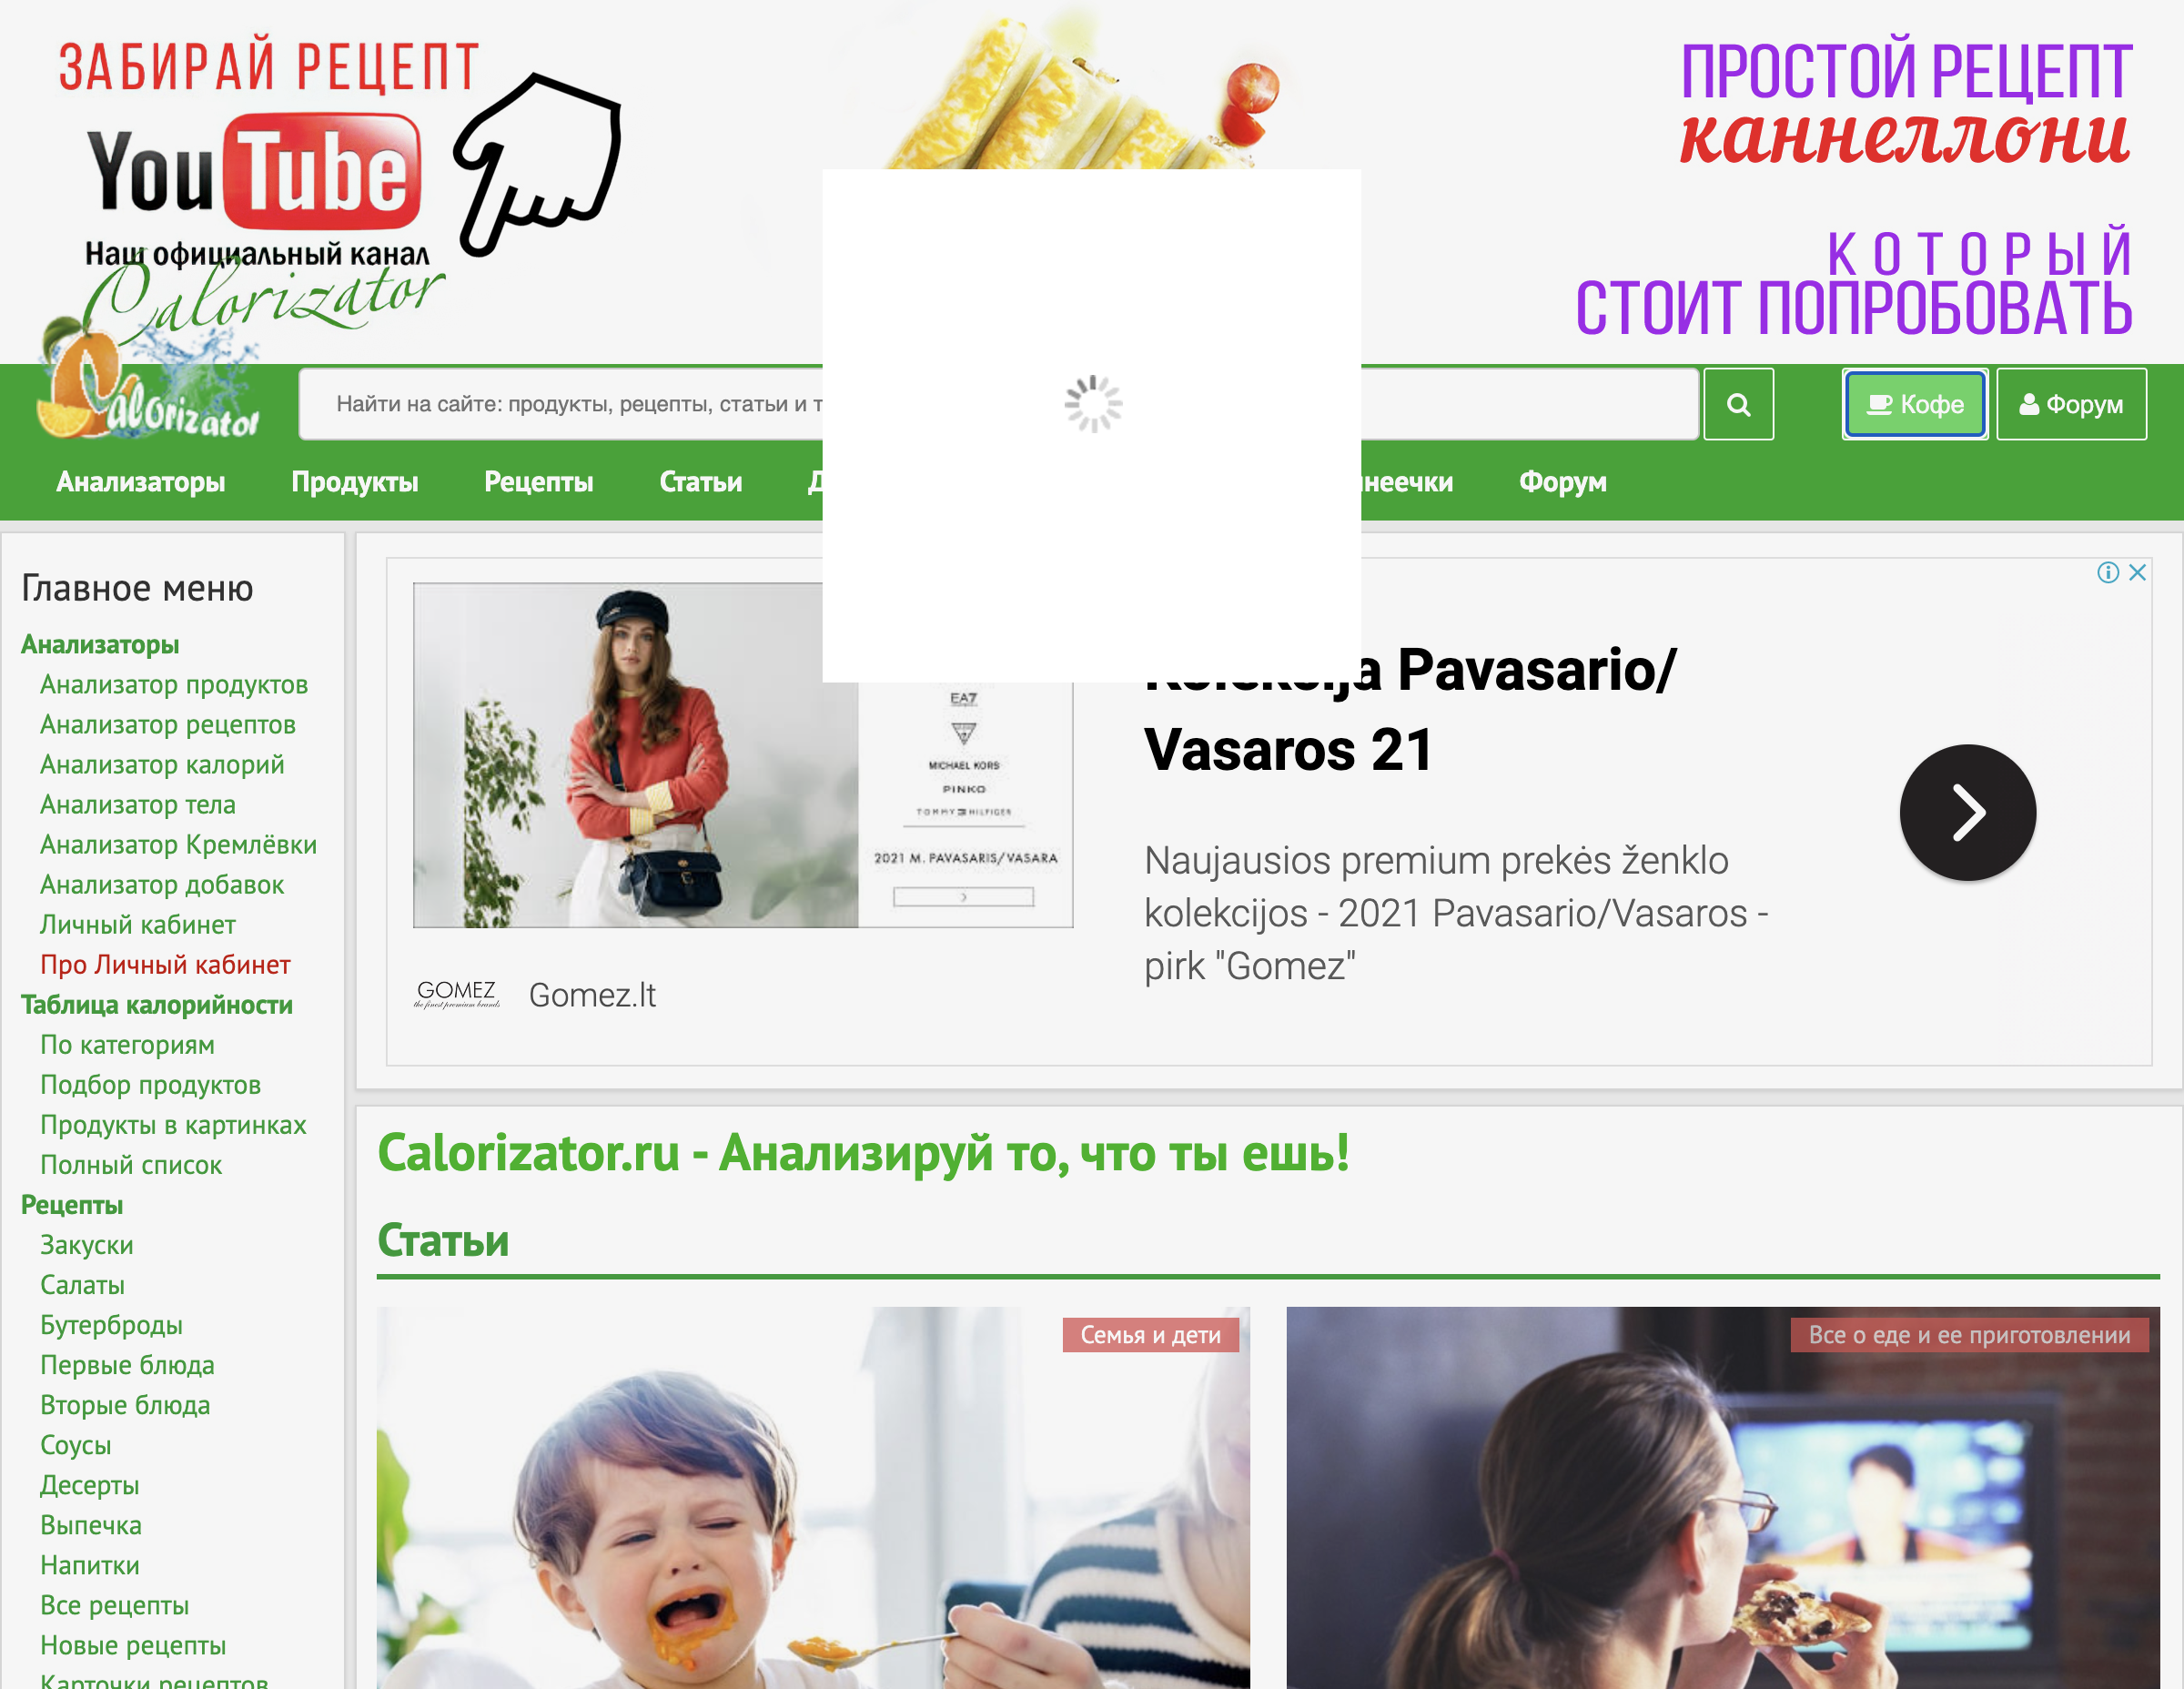 ЗАБИРАЙ РЕЦЕПТ
YouTube
Наш официальный канал
Calorizator
ПРОСТОЙ РЕЦЕПТ
каннеллони
КОТОРЫЙ
СТОИТ ПОПРОБОВАТЬ
Calorizator
Найти на сайте: продукты, рецепты, статьи и т
Кофе
Форум
Анализаторы Продукты Рецепты Статьи Д неечки Форум
Главное меню
Анализаторы
Анализатор продуктов
Анализатор рецептов
Анализатор калорий
Анализатор тела
Анализатор Кремлёвки
Анализатор добавок
Личный кабинет
Про Личный кабинет
Таблица калорийности
По категориям
Подбор продуктов
Продукты в картинках
Полный список
Рецепты
Закуски
Салаты
Бутерброды
Первые блюда
Вторые блюда
Соусы
Десерты
Выпечка
Напитки
Все рецепты
Новые рецепты
Карточки рецептов
EA7
MICHAEL KORS
PINKO
TOMMY HILFIGER
2021 M. PAVASARIS/VASARA
Kolekcija Pavasario/
Vasaros 21
Naujausios premium prekės ženklo
kolekcijos - 2021 Pavasario/Vasaros -
pirk "Gomez"
GOMEZ
the finest premium brands
Gomez.lt
Calorizator.ru - Анализируй то, что ты ешь!
Статьи
Семья и дети
Все о еде и ее приготовлении